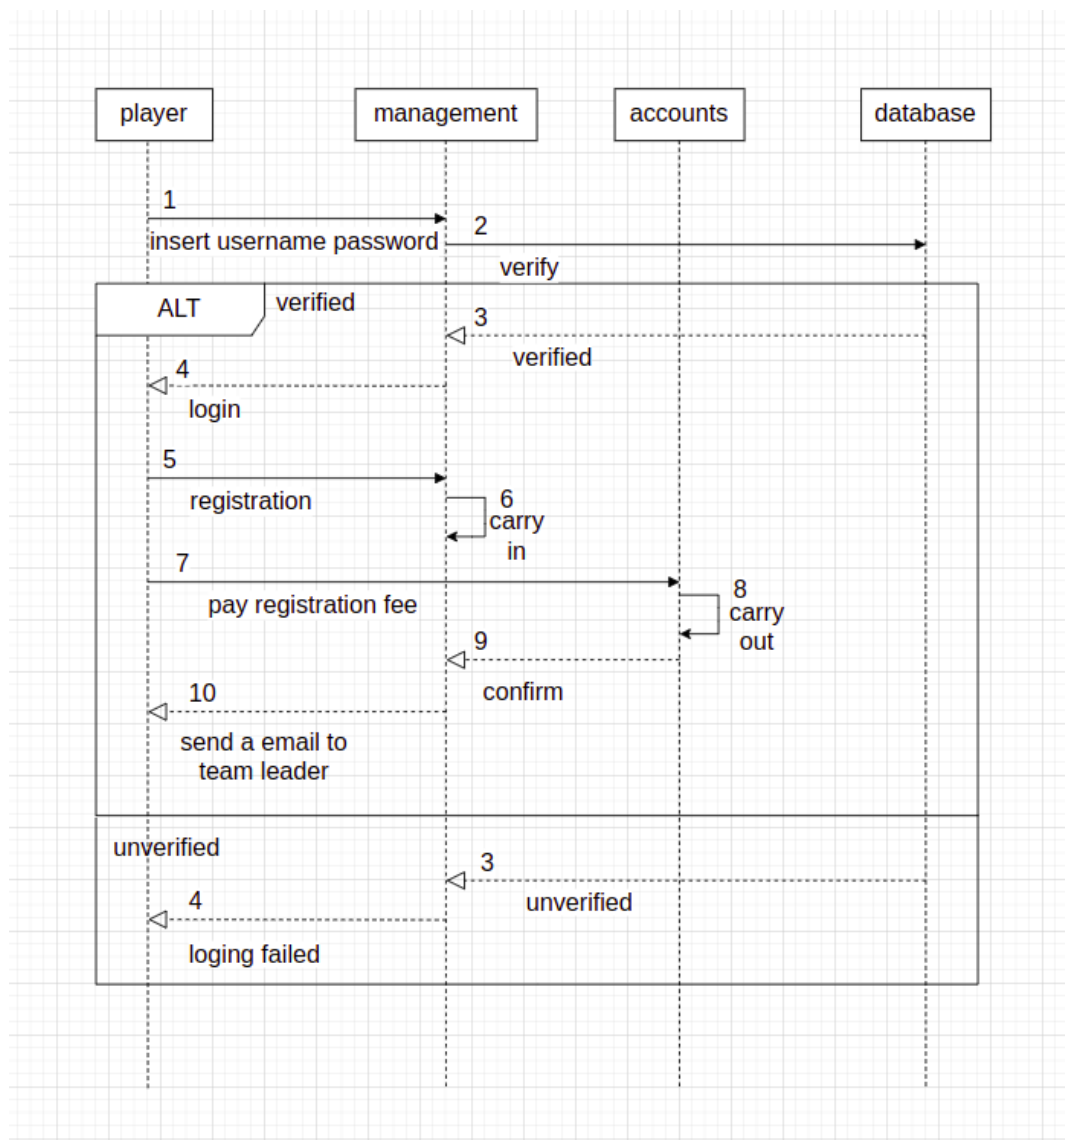 player
management
accounts
database
1
insert username password
2
verify
ALT
verified
3
verified
4
login
5
registration
6
carry
in
7
pay registration fee
8
carry
out
9
confirm
10
send a email to
team leader
unverified
3
unverified
4
loging failed